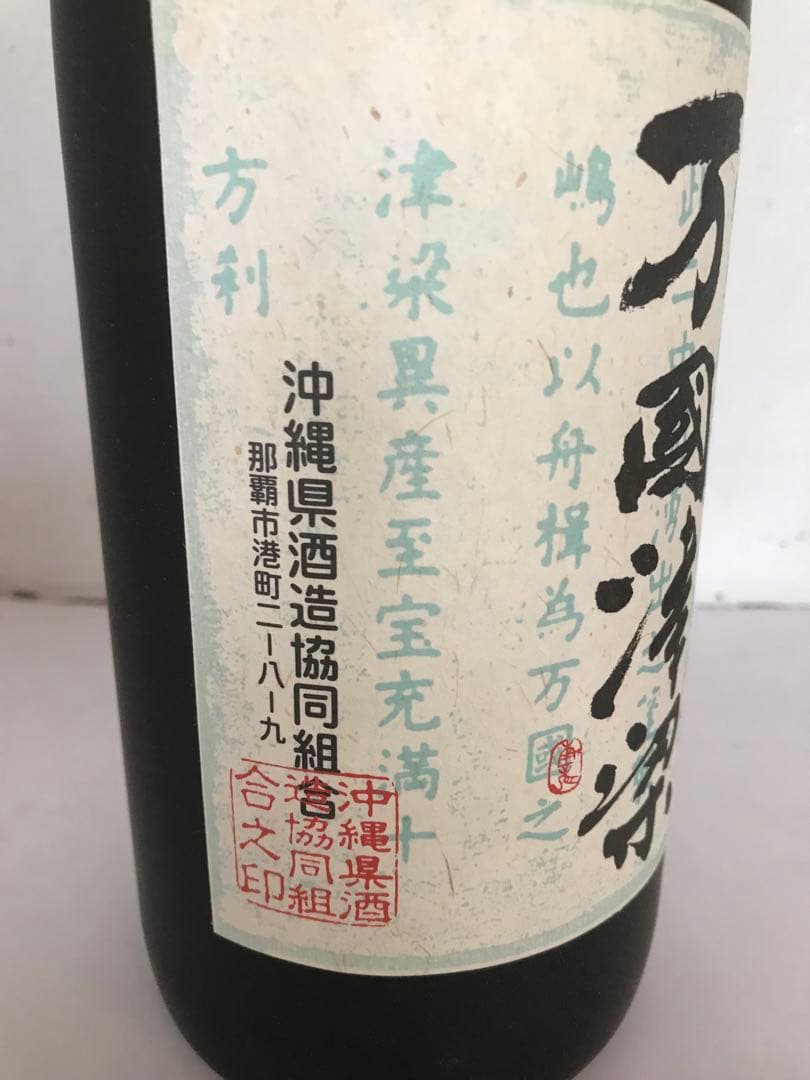 万國津梁
嶋也以舟楫為万國之
津梁異産至宝充満十
方利
沖縄県酒造協同組合
那覇市港町二ー八ー九
沖縄県酒
造協同組
合之印